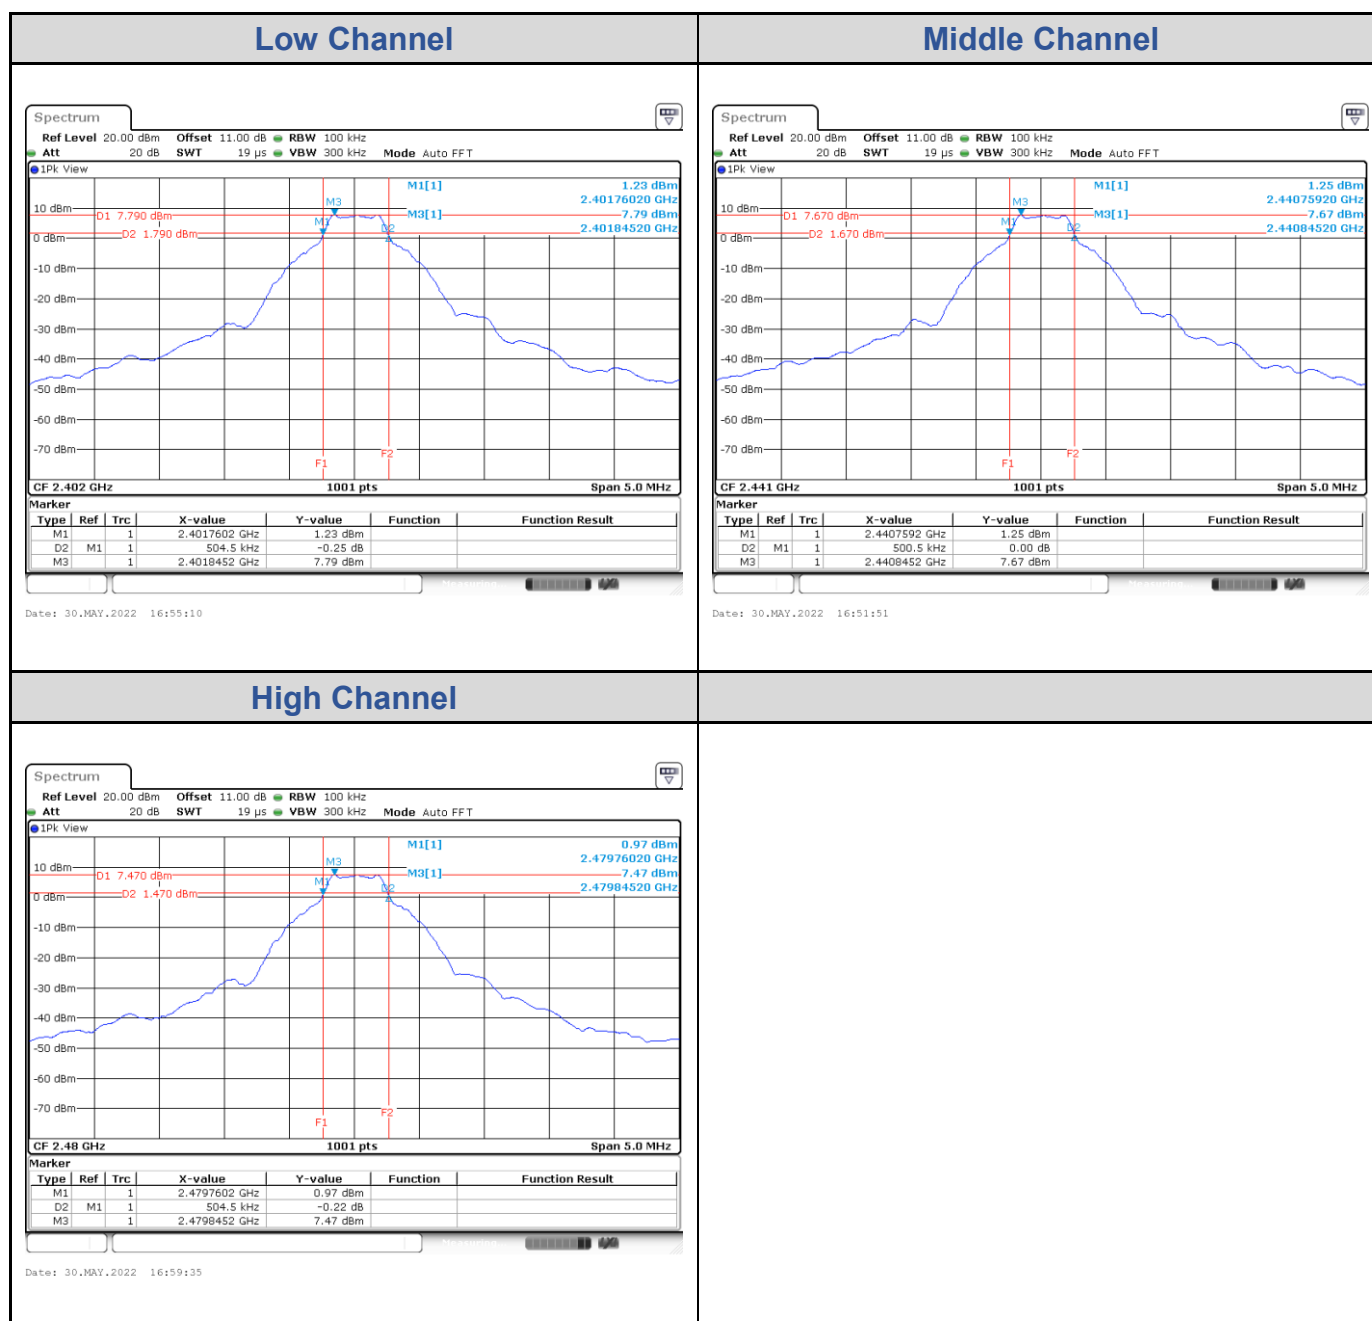 Low Channel
Middle Channel
Spectrum
Ref Level 20.00 dBm Offset 11.00 dB RBW 100 kHz
Att 20 dB SWT 19 µs VBW 300 kHz Mode Auto FFT
1Pk View
M1[1] 1.23 dBm
2.40176020 GHz
M3[1] 7.79 dBm
2.40184520 GHz
10 dBm
D1 7.790 dBm
M3
M1
D2
D2 1.790 dBm
0 dBm
-10 dBm
-20 dBm
-30 dBm
-40 dBm
-50 dBm
-60 dBm
-70 dBm
F1
F2
CF 2.402 GHz 1001 pts Span 5.0 MHz
Marker
Type Ref Trc X-value Y-value Function Function Result
M1 1 2.4017602 GHz 1.23 dBm
D2 M1 1 504.5 kHz -0.25 dB
M3 1 2.4018452 GHz 7.79 dBm
Measuring
Date: 30.MAY.2022 16:55:10
Spectrum
Ref Level 20.00 dBm Offset 11.00 dB RBW 100 kHz
Att 20 dB SWT 19 µs VBW 300 kHz Mode Auto FFT
1Pk View
M1[1] 1.25 dBm
2.44075920 GHz
M3[1] 7.67 dBm
2.44084520 GHz
10 dBm
D1 7.670 dBm
M3
M1
D2
D2 1.670 dBm
0 dBm
-10 dBm
-20 dBm
-30 dBm
-40 dBm
-50 dBm
-60 dBm
-70 dBm
F1
F2
CF 2.441 GHz 1001 pts Span 5.0 MHz
Marker
Type Ref Trc X-value Y-value Function Function Result
M1 1 2.4407592 GHz 1.25 dBm
D2 M1 1 500.5 kHz 0.00 dB
M3 1 2.4408452 GHz 7.67 dBm
Measuring
Date: 30.MAY.2022 16:51:51
High Channel
Spectrum
Ref Level 20.00 dBm Offset 11.00 dB RBW 100 kHz
Att 20 dB SWT 19 µs VBW 300 kHz Mode Auto FFT
1Pk View
M1[1] 0.97 dBm
2.47976020 GHz
M3[1] 7.47 dBm
2.47984520 GHz
10 dBm
D1 7.470 dBm
M3
M1
D2
D2 1.470 dBm
0 dBm
-10 dBm
-20 dBm
-30 dBm
-40 dBm
-50 dBm
-60 dBm
-70 dBm
F1
F2
CF 2.48 GHz 1001 pts Span 5.0 MHz
Marker
Type Ref Trc X-value Y-value Function Function Result
M1 1 2.4797602 GHz 0.97 dBm
D2 M1 1 504.5 kHz -0.22 dB
M3 1 2.4798452 GHz 7.47 dBm
Measuring
Date: 30.MAY.2022 16:59:35